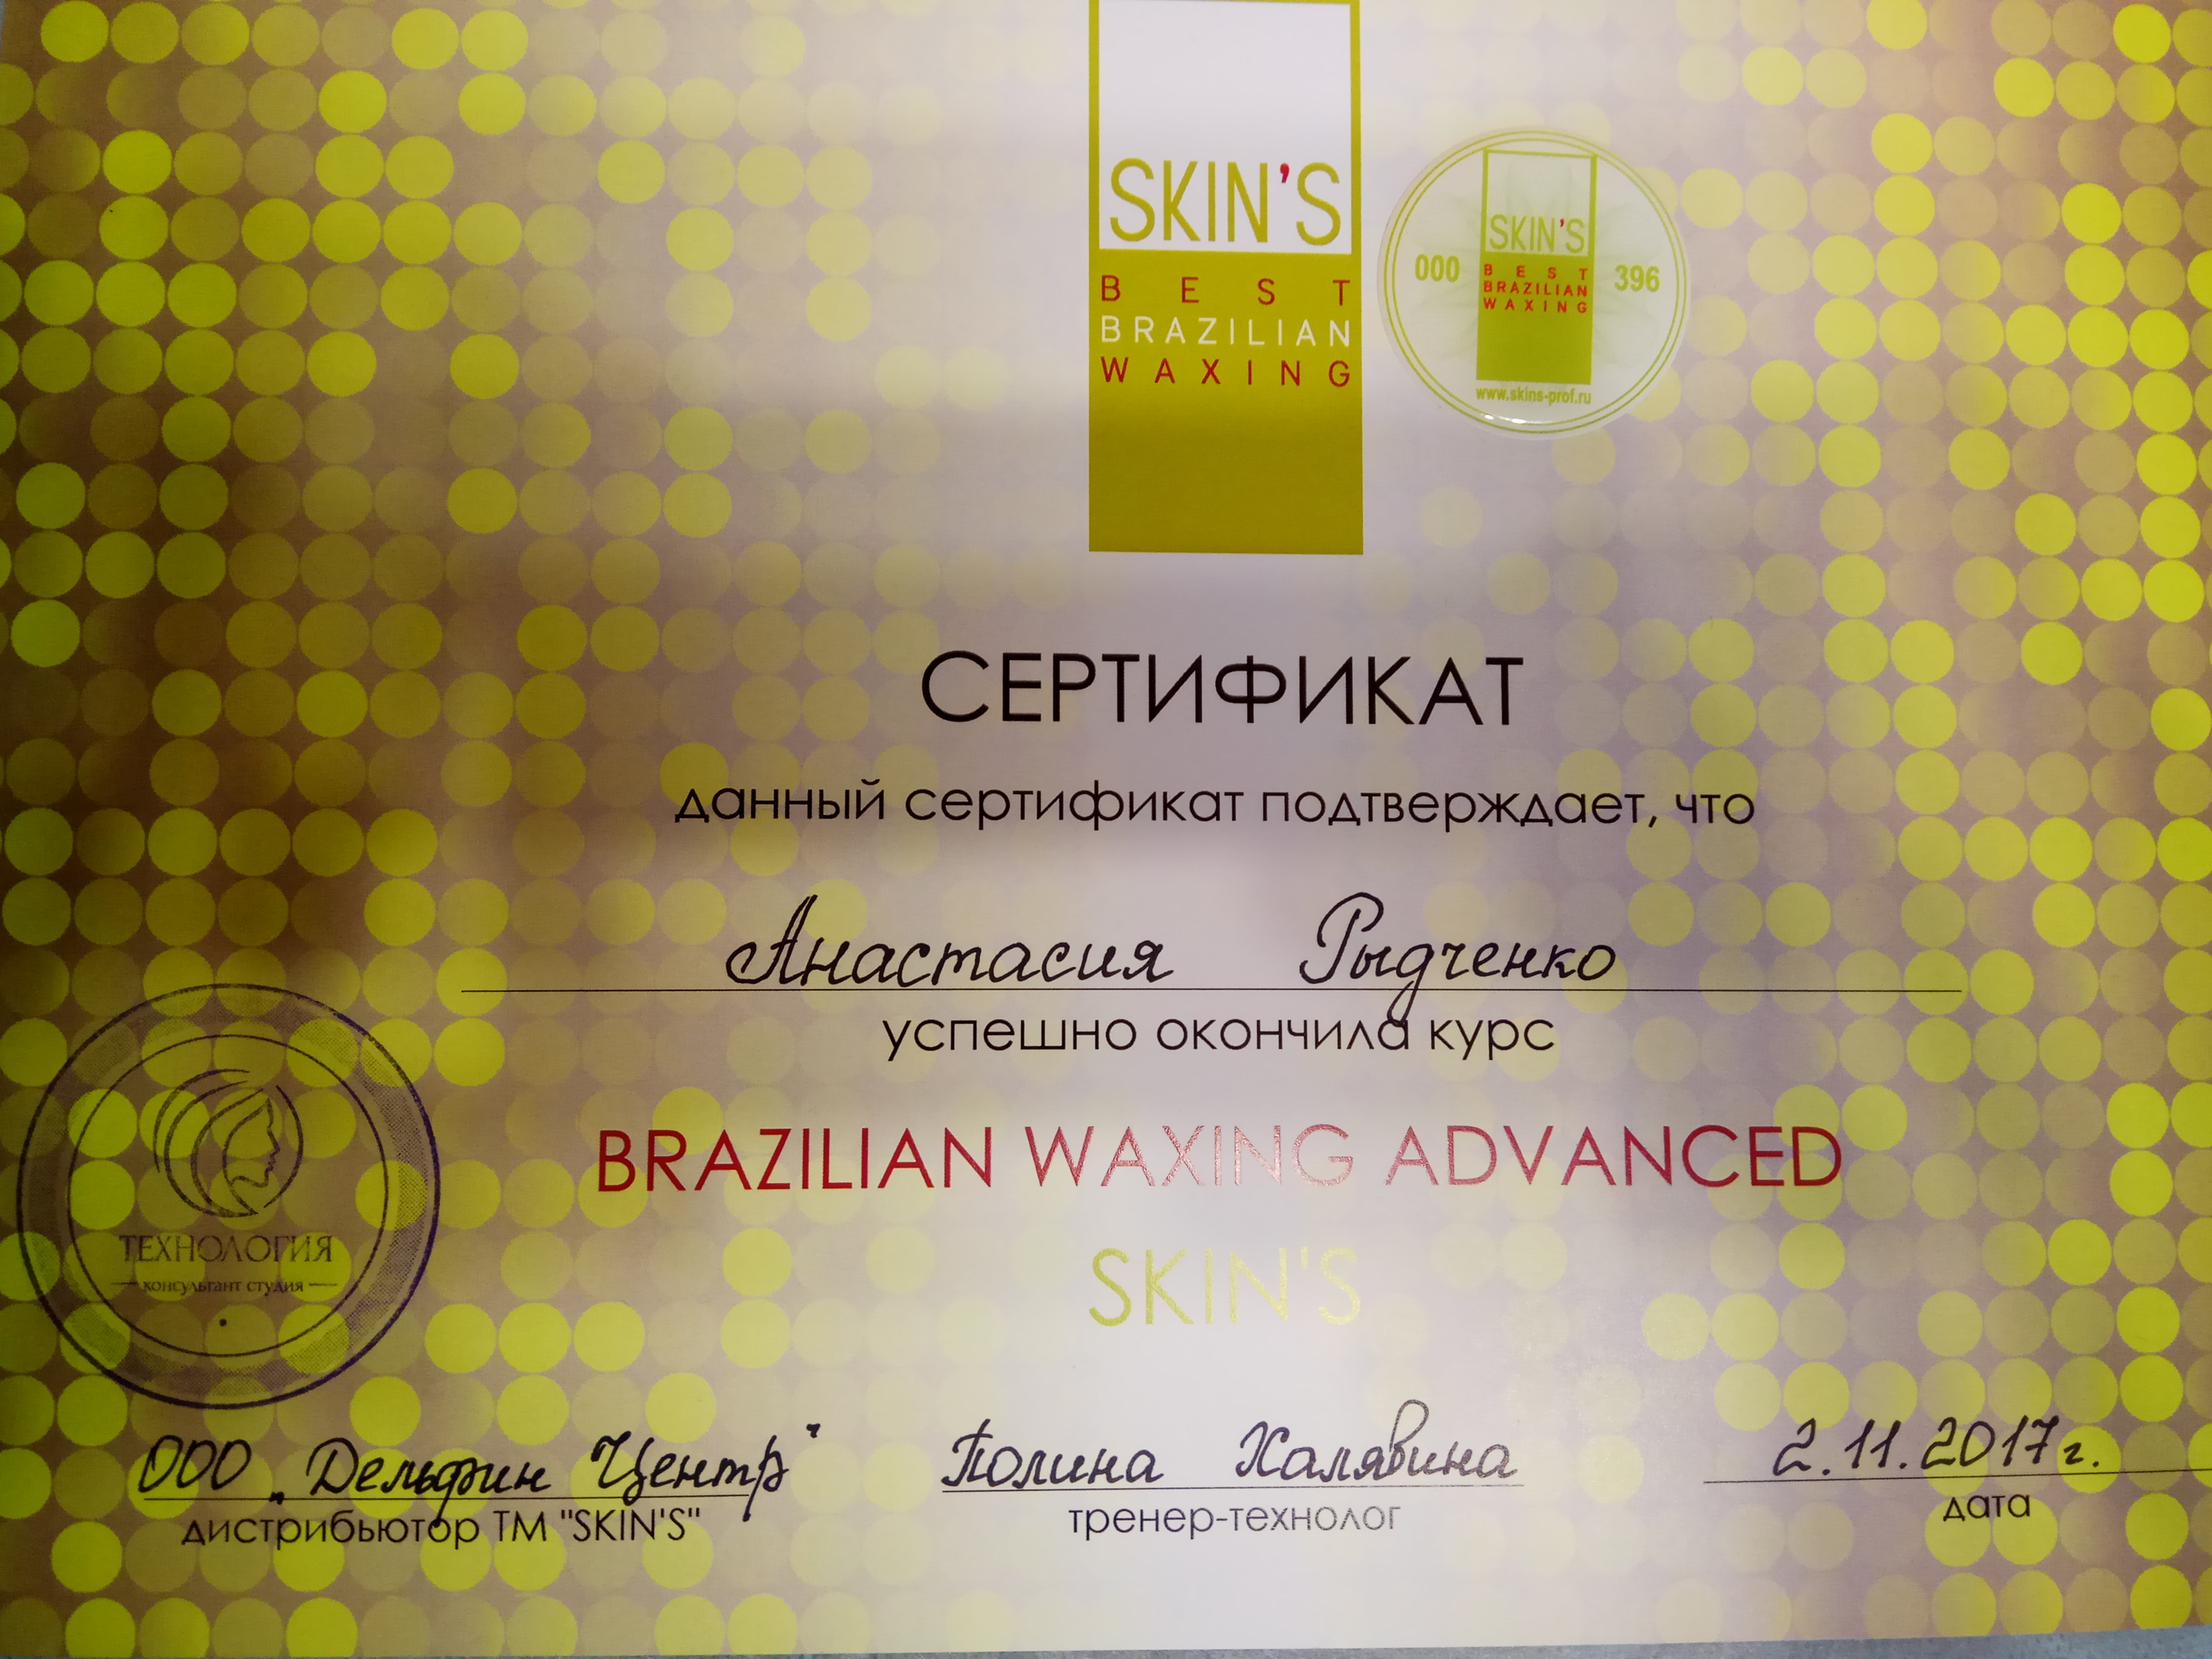 SKIN'S
BEST
BRAZILIAN
WAXING
000
SKIN'S
BEST
BRAZILIAN
WAXING
396
www.skins-prof.ru
СЕРТИФИКАТ
данный сертификат подтверждает, что
Анастасия Рыдченко
успешно окончила курс
BRAZILIAN WAXING ADVANCED
SKIN'S
ТЕХНОЛОГИЯ
консультант студия
ООО „Дельфин Центр"
дистрибьютор ТМ "SKIN'S"
Полина Халявина
тренер-технолог
2.11.2017г.
дата